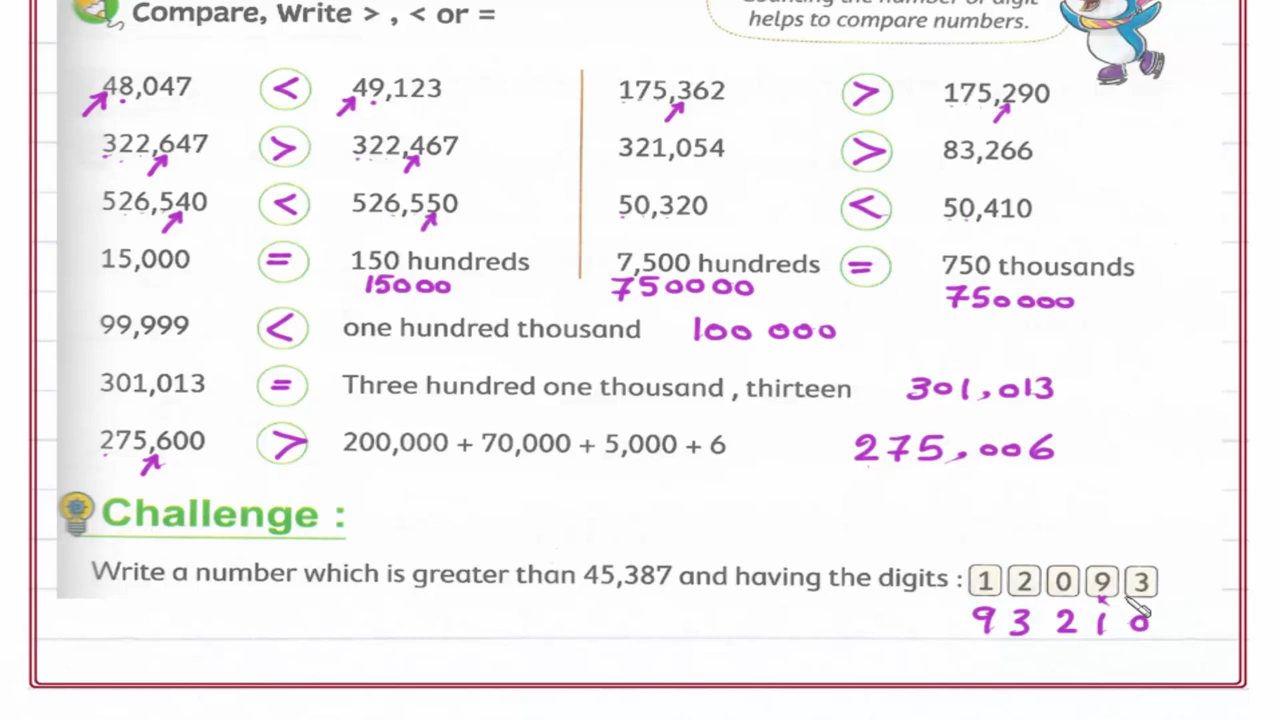 Compare, Write > , < or =
helps to compare numbers.
48,047 < 49,123 175,362 > 175,290
322,647 > 322,467 321,054 > 83,266
526,540 < 526,550 50,320 < 50,410
15,000 = 150 hundreds 7,500 hundreds = 750 thousands
15000 750000 750000
99,999 < one hundred thousand 100 000
301,013 = Three hundred one thousand , thirteen 301,013
275,600 > 200,000 + 70,000 + 5,000 + 6 275,006
Challenge :
Write a number which is greater than 45,387 and having the digits : 1 2 0 9 3
9 3 2 1 0